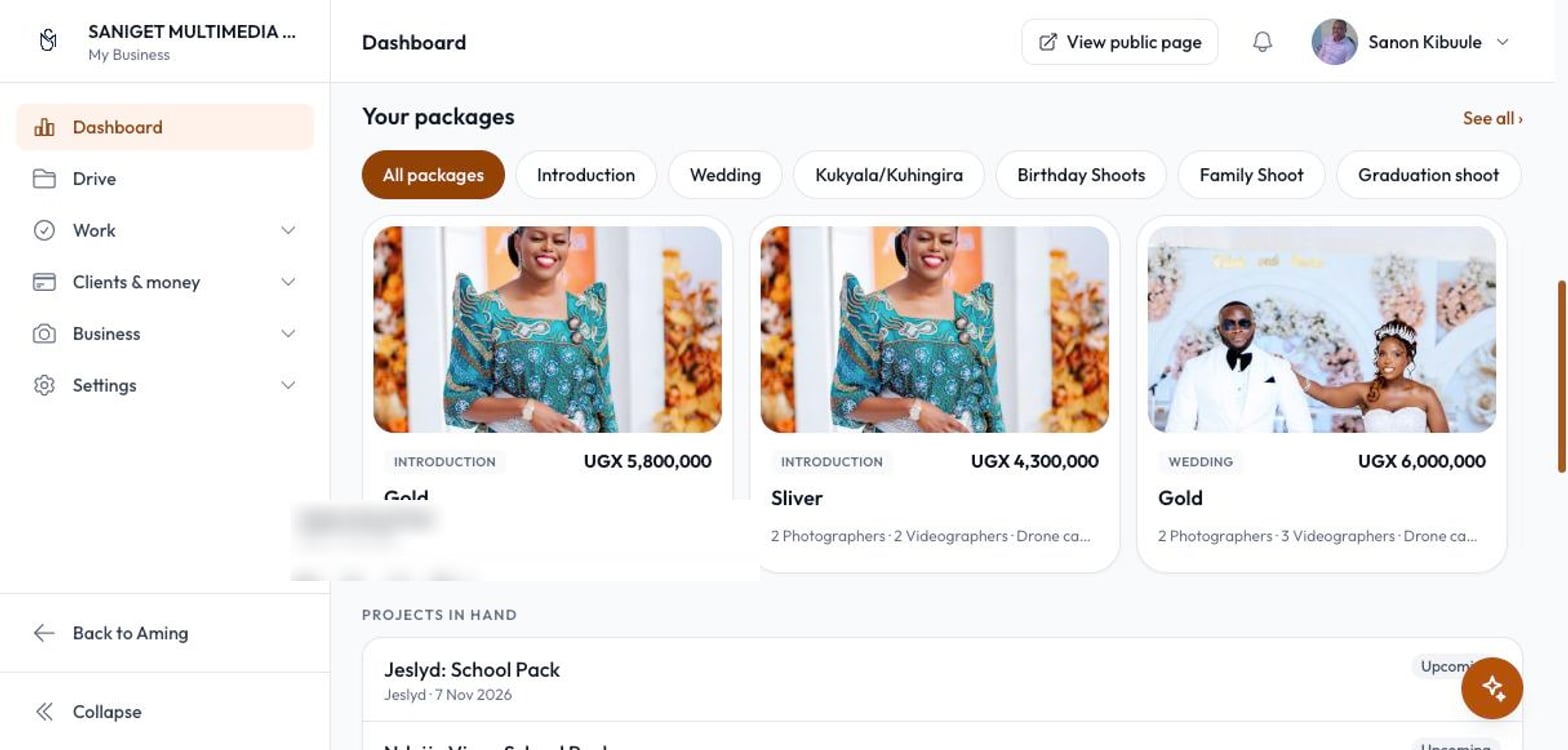 SANIGET MULTIMEDIA ...
My Business
Dashboard
View public page
Sanon Kibuule
Dashboard
Drive
Work
Clients & money
Business
Settings
Back to Aming
Collapse
Your packages
See all ›
All packages
Introduction
Wedding
Kukyala/Kuhingira
Birthday Shoots
Family Shoot
Graduation shoot
INTRODUCTION UGX 5,800,000
Gold
INTRODUCTION UGX 4,300,000
Sliver
2 Photographers · 2 Videographers · Drone ca...
WEDDING UGX 6,000,000
Gold
2 Photographers · 3 Videographers · Drone ca...
PROJECTS IN HAND
Jeslyd: School Pack
Jeslyd · 7 Nov 2026
Upcoming